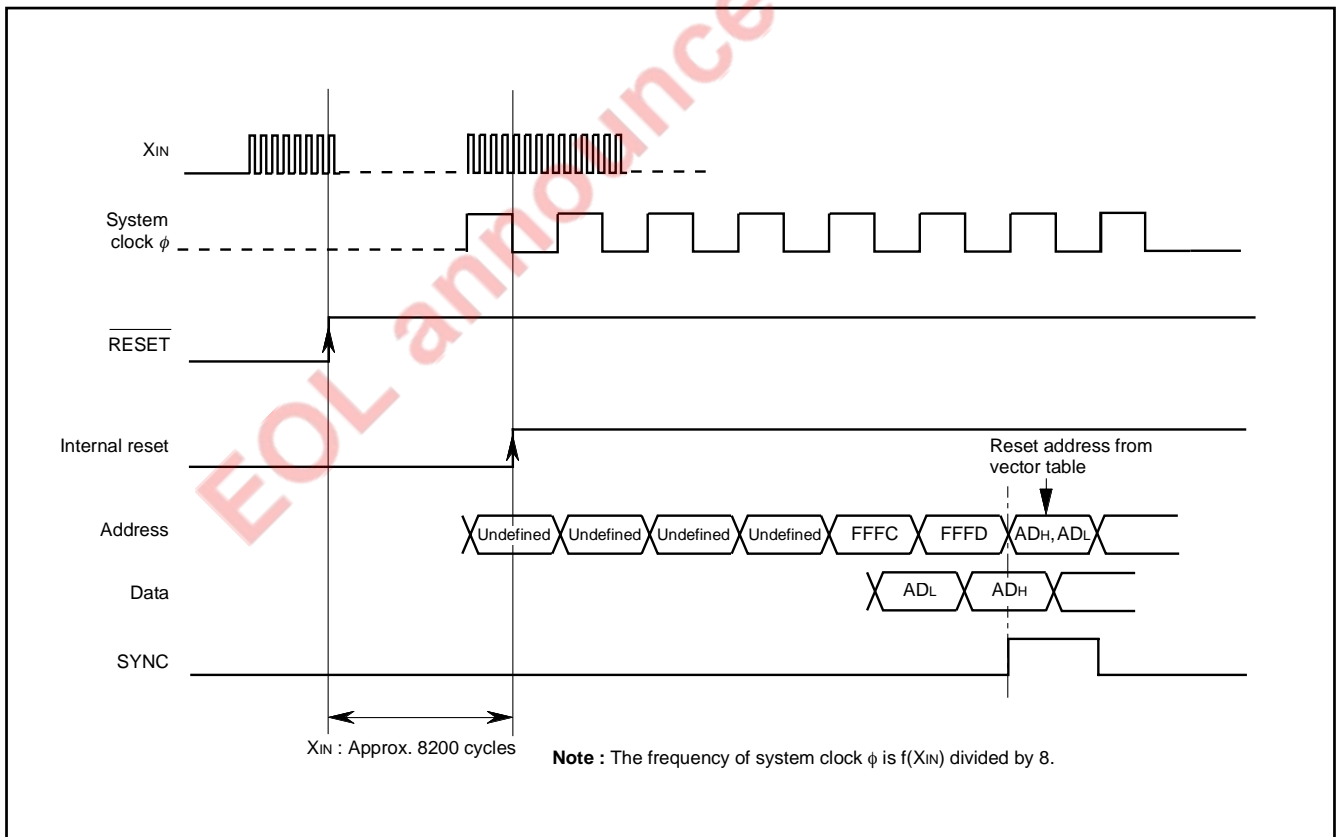 EOL announce
XIN
System
clock ϕ
RESET
Internal reset
Reset address from
vector table
Address
Undefined Undefined Undefined Undefined FFFC FFFD ADH, ADL
Data
ADL ADH
SYNC
XIN : Approx. 8200 cycles
Note : The frequency of system clock ϕ is f(XIN) divided by 8.